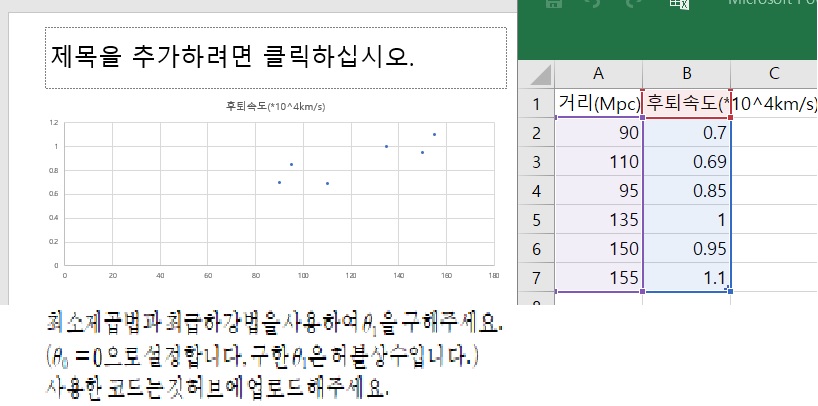 Microsoft Po
제목을 추가하려면 클릭하십시오.
후퇴속도(*10^4km/s)
1.2
1
0.8
0.6
0.4
0.2
0
0 20 40 60 80 100 120 140 160 180
A B C
1 거리(Mpc) 후퇴속도(*10^4km/s)
2 90 0.7
3 110 0.69
4 95 0.85
5 135 1
6 150 0.95
7 155 1.1
최소제곱법과 최급하강법을 사용하여 θ₁을 구해주세요.
(θ₀ = 0으로 설정합니다. 구한 θ₁은 허블상수입니다.)
사용한 코드는 깃허브에 업로드해주세요.